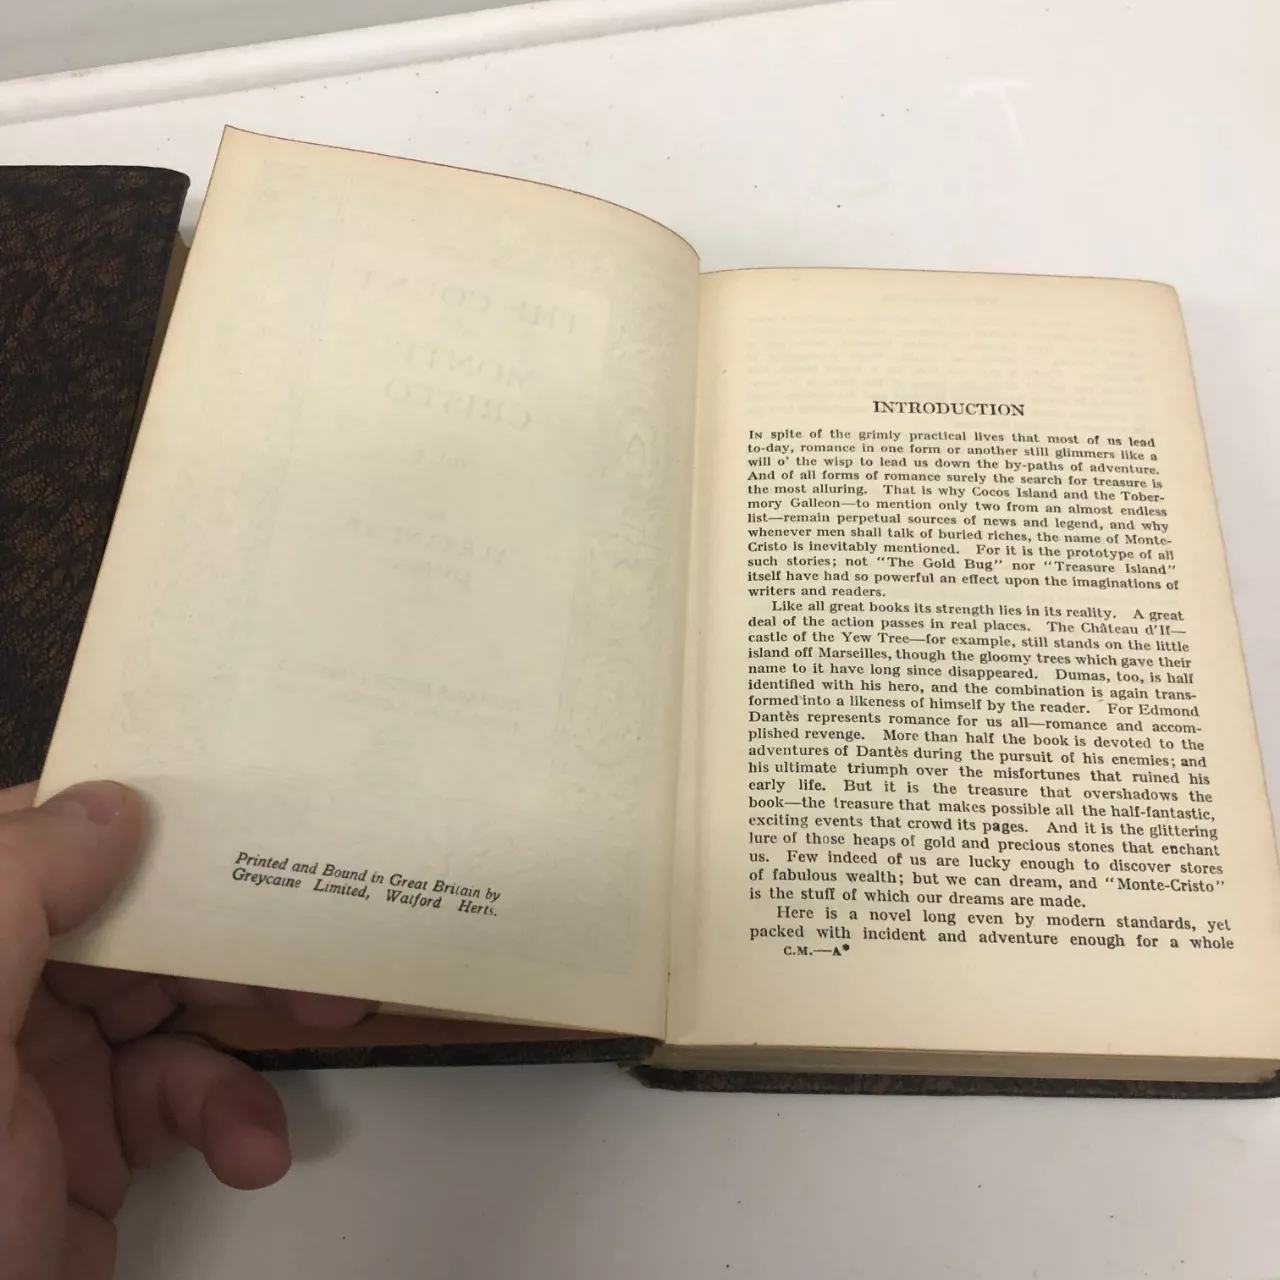 Printed and Bound in Great Britain by
Greycaine Limited, Watford Herts.
INTRODUCTION
IN spite of the grimly practical lives that most of us lead
to-day, romance in one form or another still glimmers like a
will o' the wisp to lead us down the by-paths of adventure.
And of all forms of romance surely the search for treasure is
the most alluring. That is why Cocos Island and the Tober-
mory Galleon—to mention only two from an almost endless
list—remain perpetual sources of news and legend, and why
whenever men shall talk of buried riches, the name of Monte-
Cristo is inevitably mentioned. For it is the prototype of all
such stories; not "The Gold Bug" nor "Treasure Island"
itself have had so powerful an effect upon the imaginations of
writers and readers.
Like all great books its strength lies in its reality. A great
deal of the action passes in real places. The Château d'If—
castle of the Yew Tree—for example, still stands on the little
island off Marseilles, though the gloomy trees which gave their
name to it have long since disappeared. Dumas, too, is half
identified with his hero, and the combination is again trans-
formed into a likeness of himself by the reader. For Edmond
Dantès represents romance for us all—romance and accom-
plished revenge. More than half the book is devoted to the
adventures of Dantès during the pursuit of his enemies; and
his ultimate triumph over the misfortunes that ruined his
early life. But it is the treasure that overshadows the
book—the treasure that makes possible all the half-fantastic,
exciting events that crowd its pages. And it is the glittering
lure of those heaps of gold and precious stones that enchant
us. Few indeed of us are lucky enough to discover stores
of fabulous wealth; but we can dream, and "Monte-Cristo"
is the stuff of which our dreams are made.
Here is a novel long even by modern standards, yet
packed with incident and adventure enough for a whole
C.M.—A*